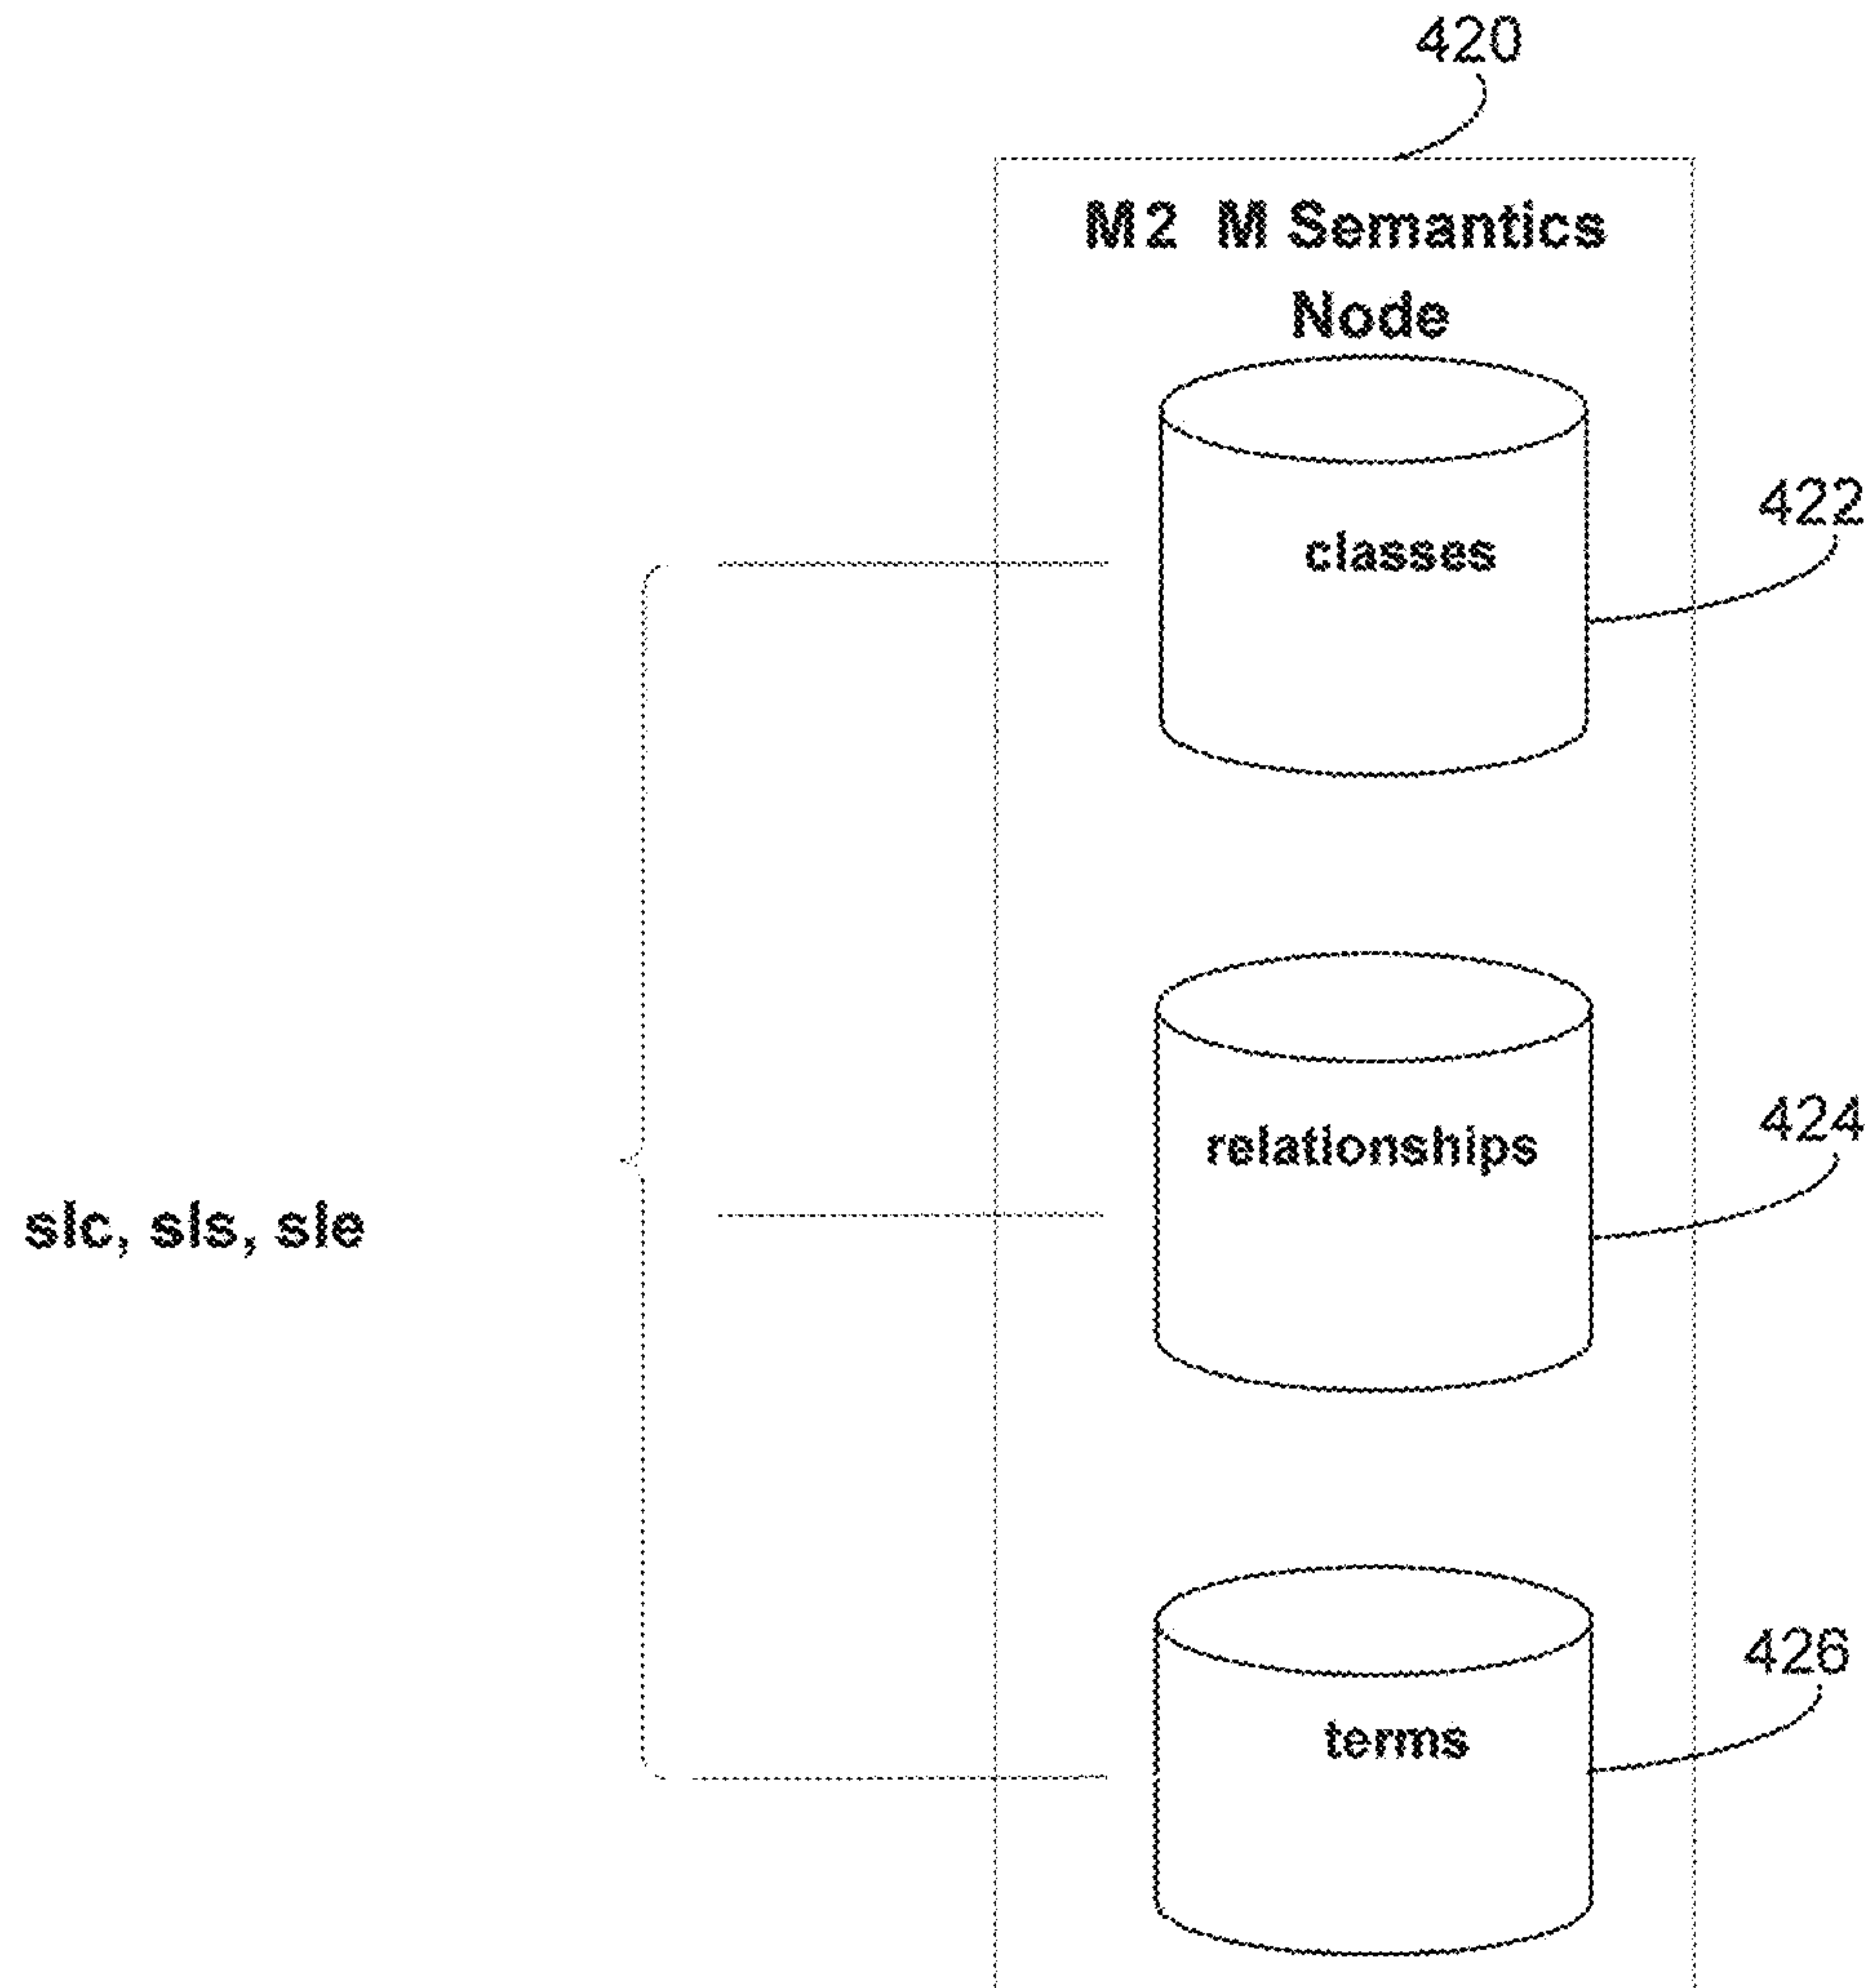 420
M2 M Semantics
Node
422
classes
424
relationships
slc, sls, sle
426
terms